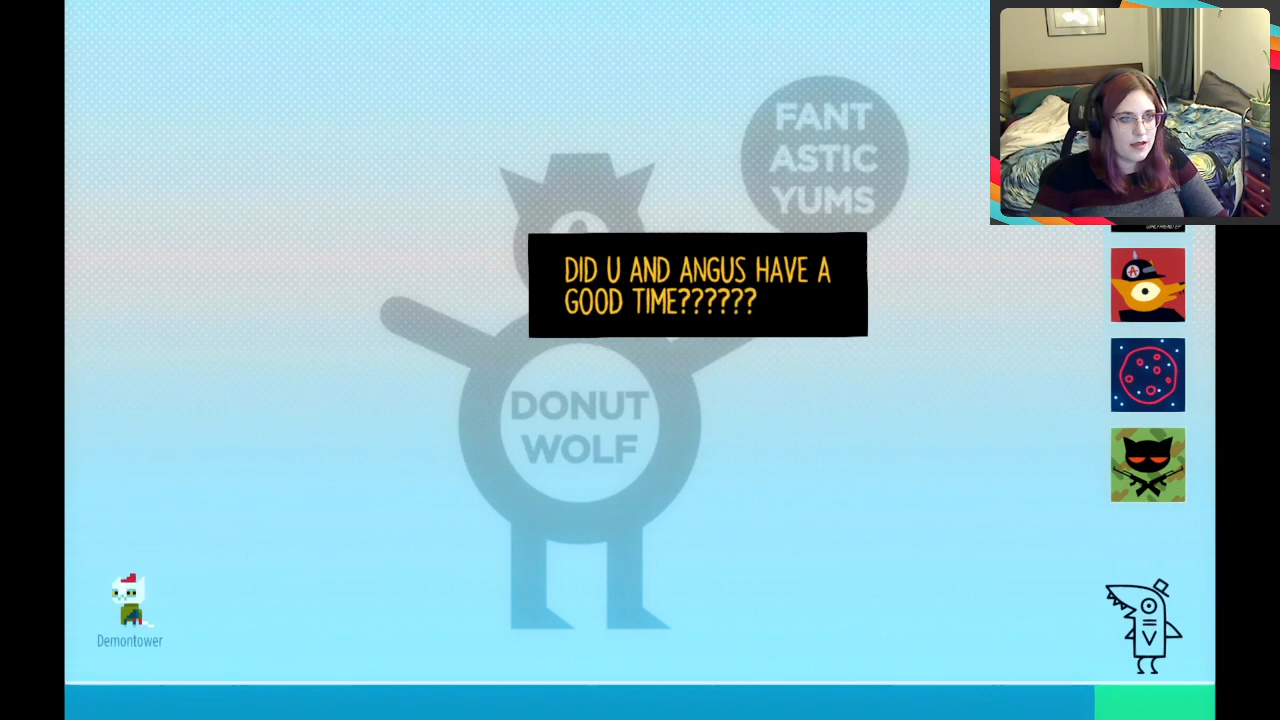 FANT
ASTIC
YUMS
DID U AND ANGUS HAVE A
GOOD TIME??????
DONUT
WOLF
Demontower